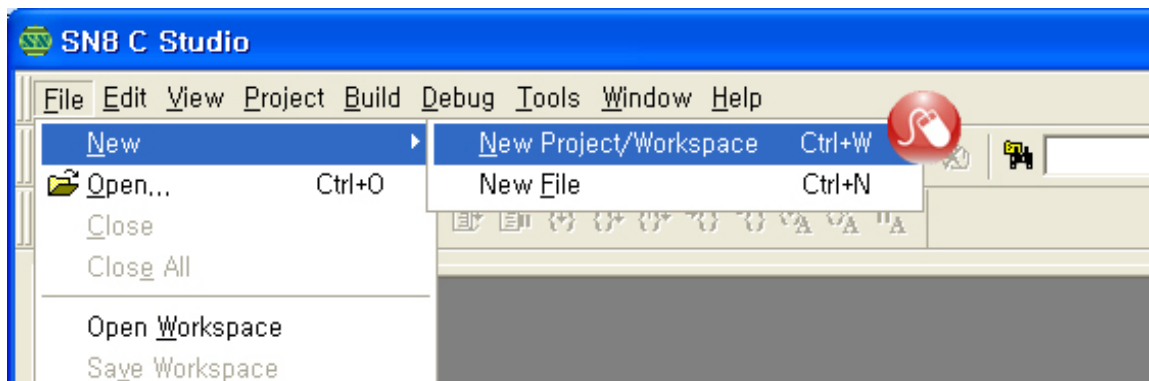 SN8 C Studio
File Edit View Project Build Debug Tools Window Help
New
New Project/Workspace Ctrl+W
Open... Ctrl+O
New File Ctrl+N
Close
Close All
Open Workspace
Save Workspace